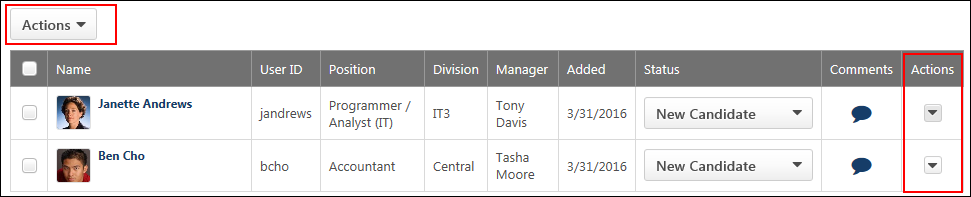 Actions
Name User ID Position Division Manager Added Status Comments Actions
Janette Andrews jandrews Programmer / Analyst (IT) IT3 Tony Davis 3/31/2016 New Candidate
Ben Cho bcho Accountant Central Tasha Moore 3/31/2016 New Candidate